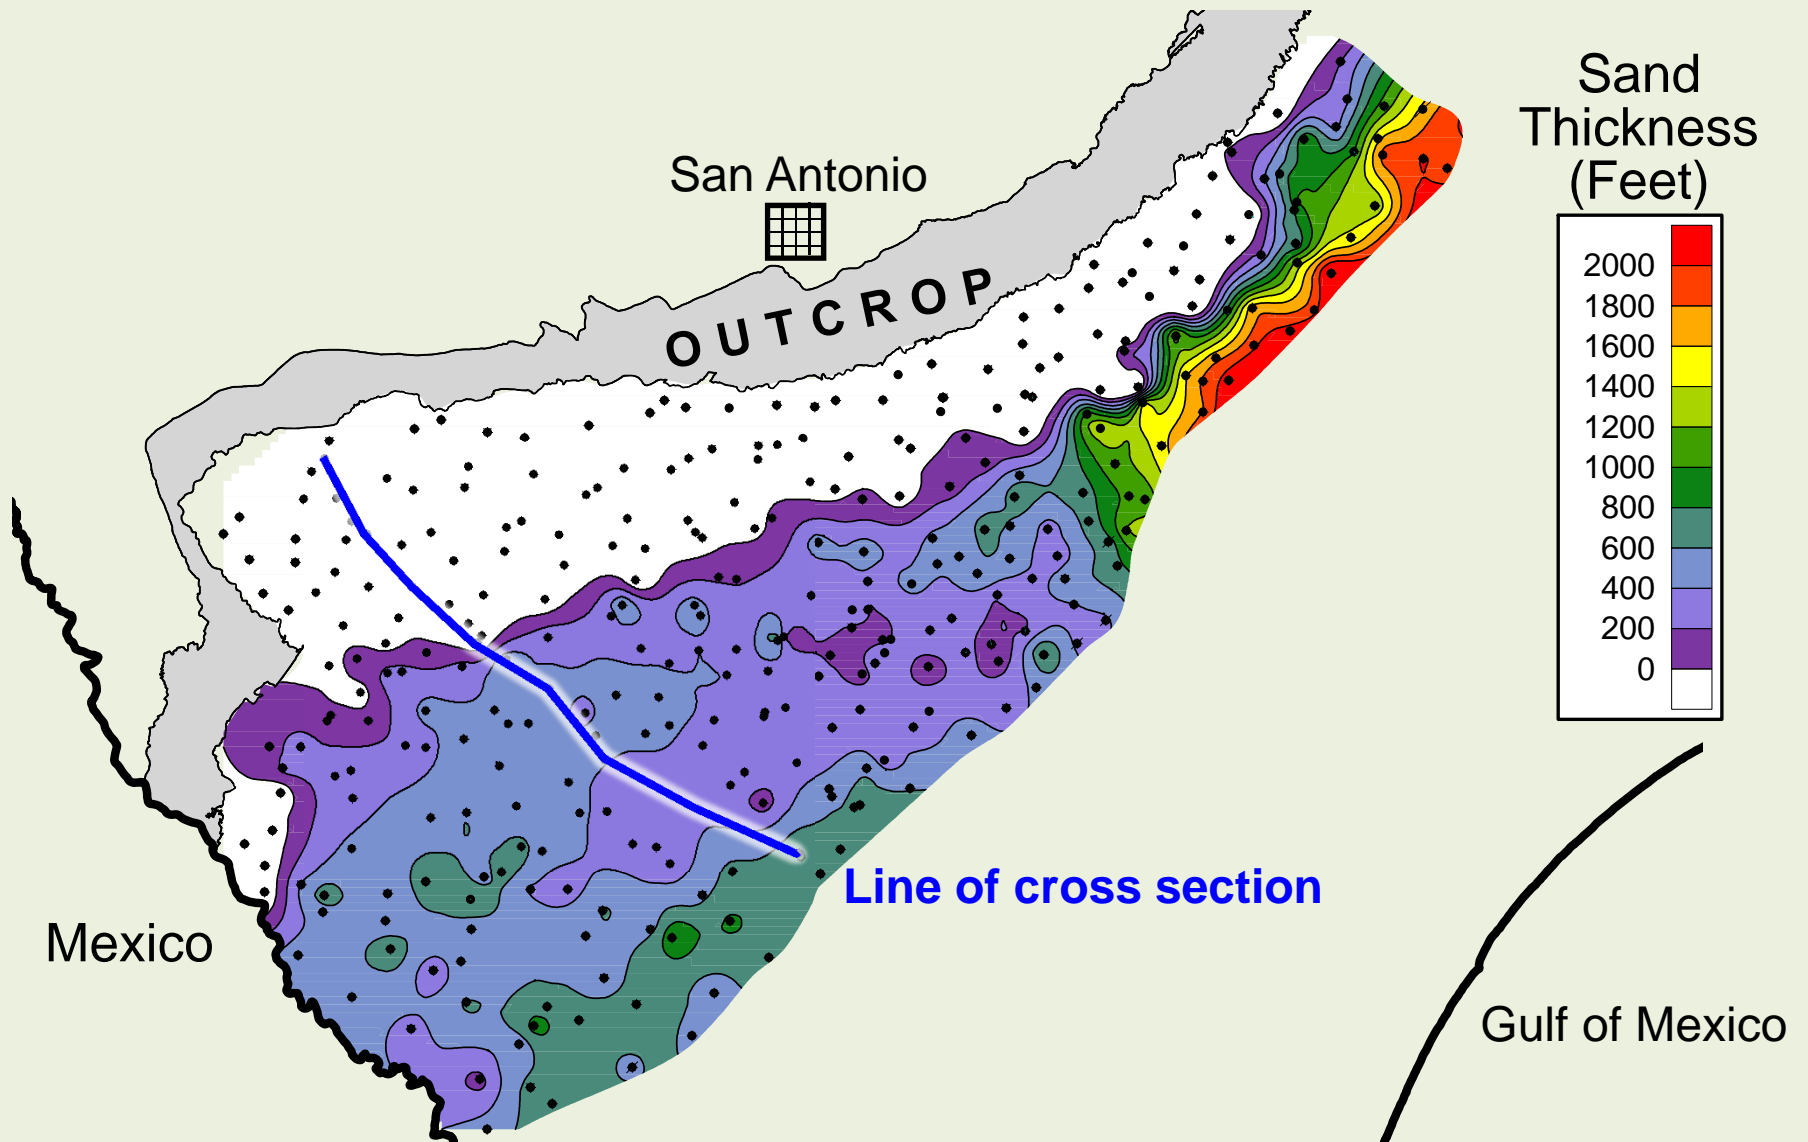 Sand
Thickness
(Feet)
San Antonio
OUTCROP
2000
1800
1600
1400
1200
1000
800
600
400
200
0
Line of cross section
Mexico
Gulf of Mexico